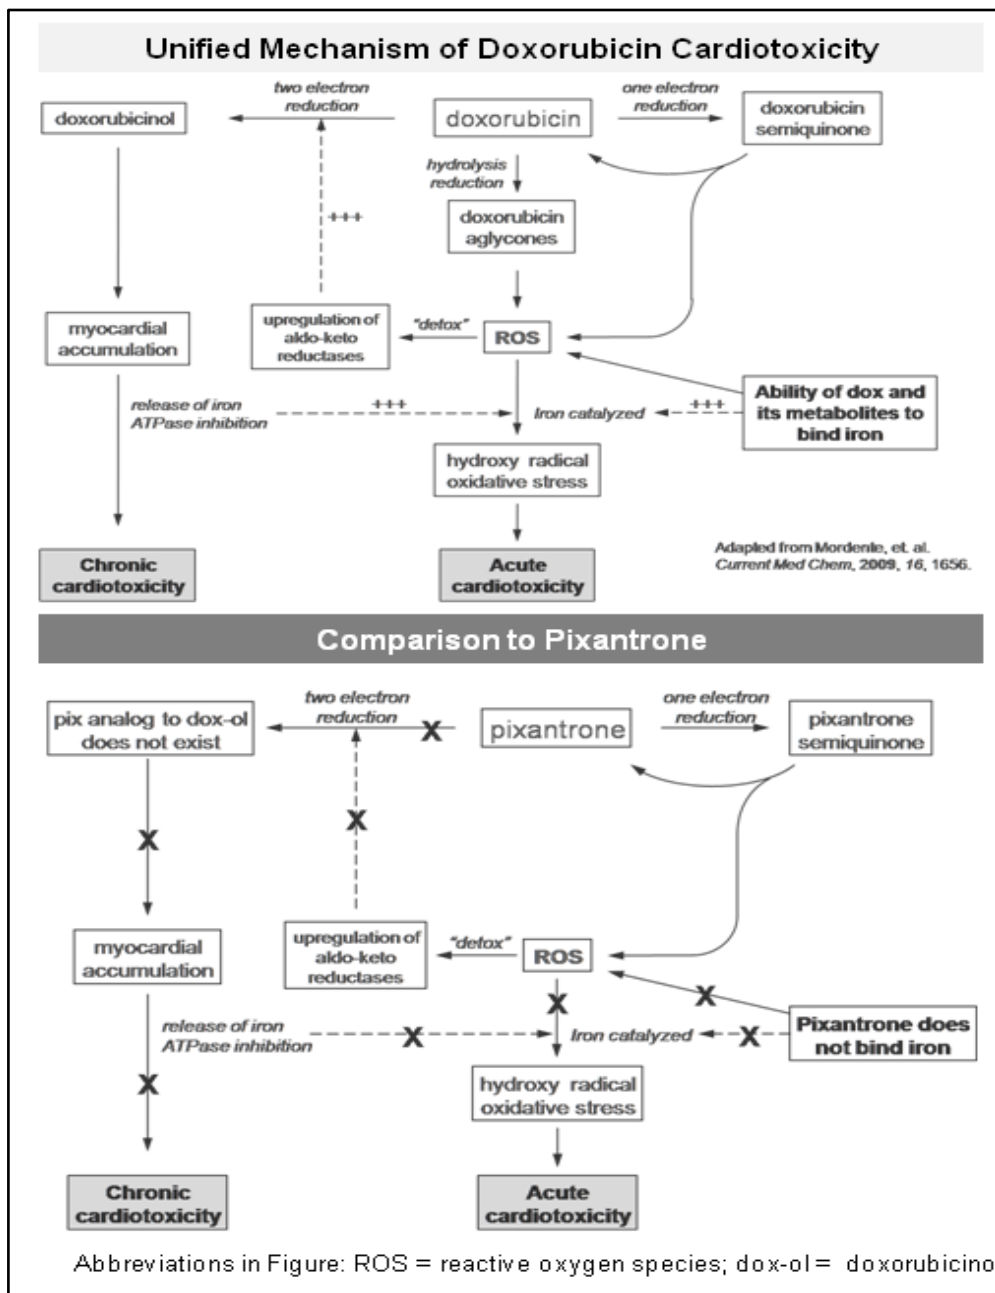 Unified Mechanism of Doxorubicin Cardiotoxicity
two electron
reduction
one electron
reduction
doxorubicinol
doxorubicin
doxorubicin
semiquinone
hydrolysis
reduction
+++
doxorubicin
aglycones
myocardial
accumulation
upregulation of
aldo-keto
reductases
"detox"
ROS
release of iron
ATPase inhibition
+++
Iron catalyzed
+++
Ability of dox and
its metabolites to
bind iron
hydroxy radical
oxidative stress
Chronic
cardiotoxicity
Acute
cardiotoxicity
Adapted from Mordente, et. al.
Current Med Chem, 2009, 16, 1656.
Comparison to Pixantrone
pix analog to dox-ol
does not exist
two electron
reduction
X
pixantrone
one electron
reduction
pixantrone
semiquinone
X
X
myocardial
accumulation
upregulation of
aldo-keto
reductases
"detox"
ROS
X
X
release of iron
ATPase inhibition
X
Iron catalyzed
X
Pixantrone does
not bind iron
X
hydroxy radical
oxidative stress
Chronic
cardiotoxicity
Acute
cardiotoxicity
Abbreviations in Figure: ROS = reactive oxygen species; dox-ol = doxorubicino